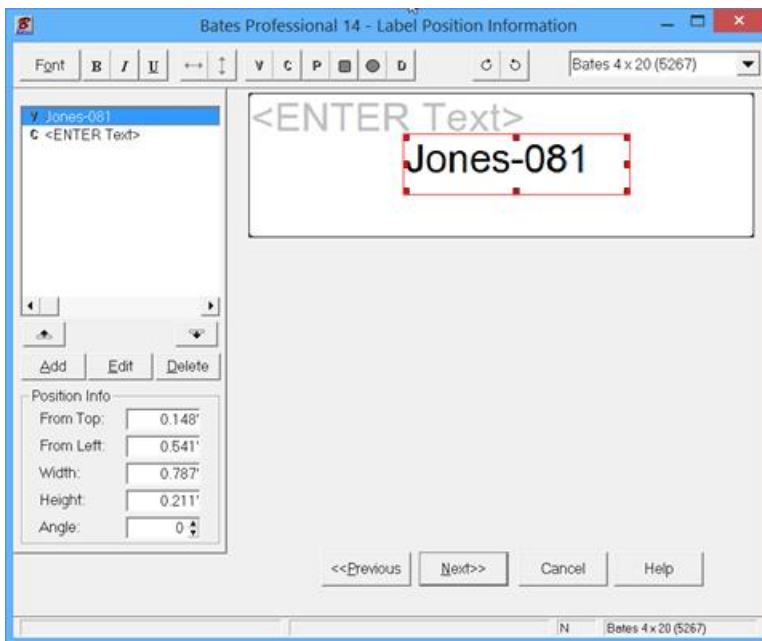 Bates Professional 14 - Label Position Information
Font B I U V C P D Bates 4 x 20 (5267)
V Jones-081
C <ENTER Text>
<ENTER Text>
Jones-081
Add Edit Delete
Position Info
From Top: 0.148"
From Left: 0.541"
Width: 0.787"
Height: 0.211"
Angle: 0
<<Previous Next>> Cancel Help
N Bates 4 x 20 (5267)